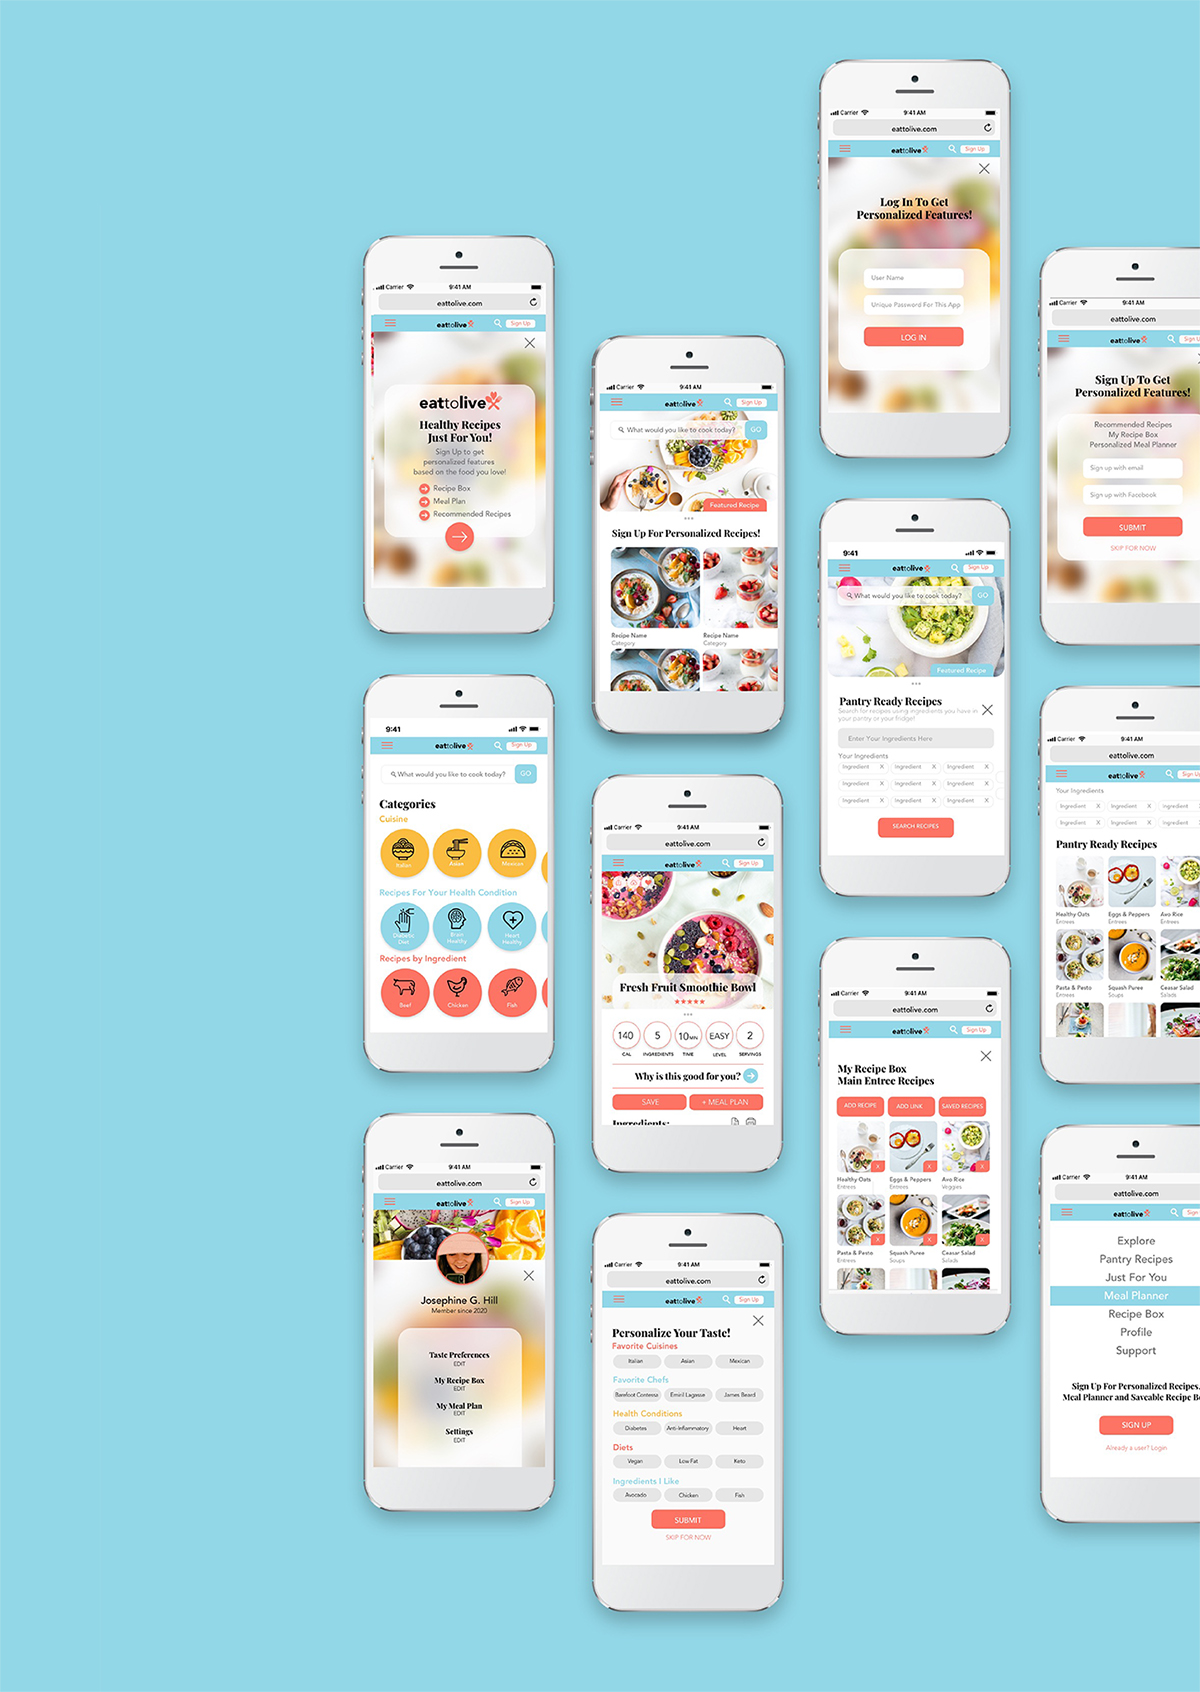 Carrier 9:41 AM
eattolive.com
eattolive Sign Up
eattolive
Healthy Recipes
Just For You!
Sign Up to get
personalized features
based on the food you love!
Recipe Box
Meal Plan
Recommended Recipes
9:41
eattolive Sign Up
What would you like to cook today? GO
Categories
Cuisine
Italian Asian Mexican
Recipes For Your Health Condition
Diabetic Diet
Brain Healthy
Heart Healthy
Recipes by Ingredient
Beef Chicken Fish
Carrier 9:41 AM
eattolive.com
eattolive Sign Up
Josephine G. Hill
Member since 2020
Taste Preferences
EDIT
My Recipe Box
EDIT
My Meal Plan
EDIT
Settings
EDIT
Carrier 9:41 AM
eattolive Sign Up
What would you like to cook today? GO
Featured Recipe
Sign Up For Personalized Recipes!
Recipe Name Recipe Name
Category Category
Carrier 9:41 AM
eattolive.com
eattolive Sign Up
Fresh Fruit Smoothie Bowl
140 5 10MIN EASY 2
CAL INGREDIENTS TIME LEVEL SERVINGS
Why is this good for you?
SAVE + MEAL PLAN
Ingredients:
Carrier 9:41 AM
eattolive.com
eattolive Sign Up
Personalize Your Taste!
Favorite Cuisines
Italian Asian Mexican
Favorite Chefs
Barefoot Contessa Emiril Lagasse James Beard
Health Conditions
Diabetes Anti-Inflammatory Heart
Diets
Vegan Low Fat Keto
Ingredients I Like
Avocado Chicken Fish
SUBMIT
SKIP FOR NOW
Carrier 9:41 AM
eattolive.com
eattolive Sign Up
Log In To Get
Personalized Features!
User Name
Unique Password For This App
LOG IN
9:41
eattolive Sign Up
What would you like to cook today? GO
Featured Recipe
Pantry Ready Recipes
Search for recipes using ingredients you have in
your pantry or your fridge!
Enter Your Ingredients Here
Your Ingredients
Ingredient X Ingredient X Ingredient X
Ingredient X Ingredient X Ingredient X
Ingredient X Ingredient X Ingredient X
SEARCH RECIPES
Carrier 9:41 AM
eattolive.com
eattolive Sign Up
My Recipe Box
Main Entree Recipes
ADD RECIPE ADD LINK SAVED RECIPES
X X X
Healthy Oats Eggs & Peppers Avo Rice
Entrees Entrees Veggies
X X X
Pasta & Pesto Squash Puree Ceasar Salad
Entrees Soups Salads
Carrier 9:41 AM
eattolive.com
eattolive Sign U
Sign Up To Get
Personalized Features!
Recommended Recipes
My Recipe Box
Personalized Meal Planner
Sign up with email
Sign up with Facebook
SUBMIT
SKIP FOR NOW
Carrier 9:41 AM
eattolive.com
eattolive Sign U
Your Ingredients
Ingredient X Ingredient X Ingredient
Ingredient X Ingredient X Ingredient
Pantry Ready Recipes
Healthy Oats Eggs & Peppers Avo Rice
Entrees Entrees Entrees
Pasta & Pesto Squash Puree Ceasar Salad
Entrees Soups Salads
Carrier 9:41 AM
eattolive.com
eattolive Sign
Explore
Pantry Recipes
Just For You
Meal Planner
Recipe Box
Profile
Support
Sign Up For Personalized Recipes,
Meal Planner and Saveable Recipe B
SIGN UP
Already a user? Login